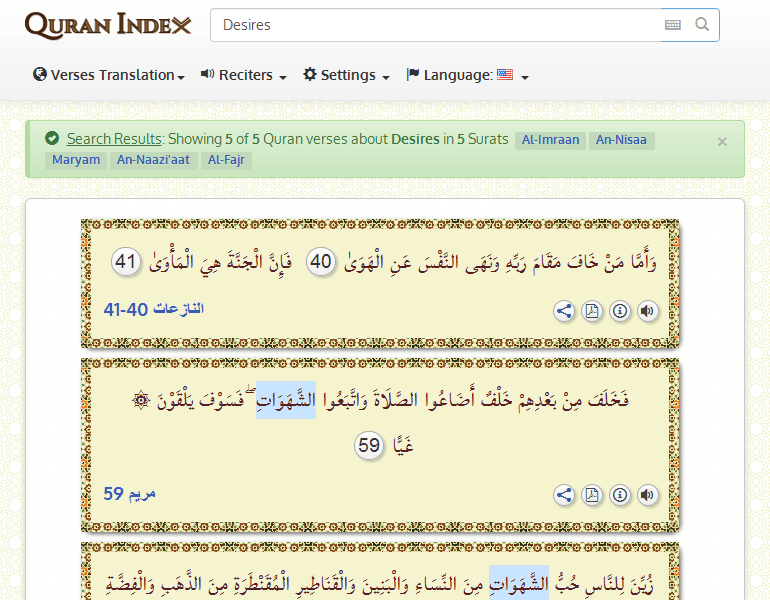 QURAN INDEX
Desires
Verses Translation
Reciters
Settings
Language:
Search Results: Showing 5 of 5 Quran verses about Desires in 5 Surats Al-Imraan An-Nisaa
Maryam An-Naazi'aat Al-Fajr
×
وَأَمَّا مَنْ خَافَ مَقَامَ رَبِّهِ وَنَهَى النَّفْسَ عَنِ الْهَوَىٰ 40 فَإِنَّ الْجَنَّةَ هِيَ الْمَأْوَىٰ 41
النازعات 40-41
فَخَلَفَ مِنْ بَعْدِهِمْ خَلْفٌ أَضَاعُوا الصَّلَاةَ وَاتَّبَعُوا الشَّهَوَاتِ ۖ فَسَوْفَ يَلْقَوْنَ ۞
غَيًّا 59
مريم 59
زُيِّنَ لِلنَّاسِ حُبُّ الشَّهَوَاتِ مِنَ النِّسَاءِ وَالْبَنِينَ وَالْقَنَاطِيرِ الْمُقَنْطَرَةِ مِنَ الذَّهَبِ وَالْفِضَّةِ